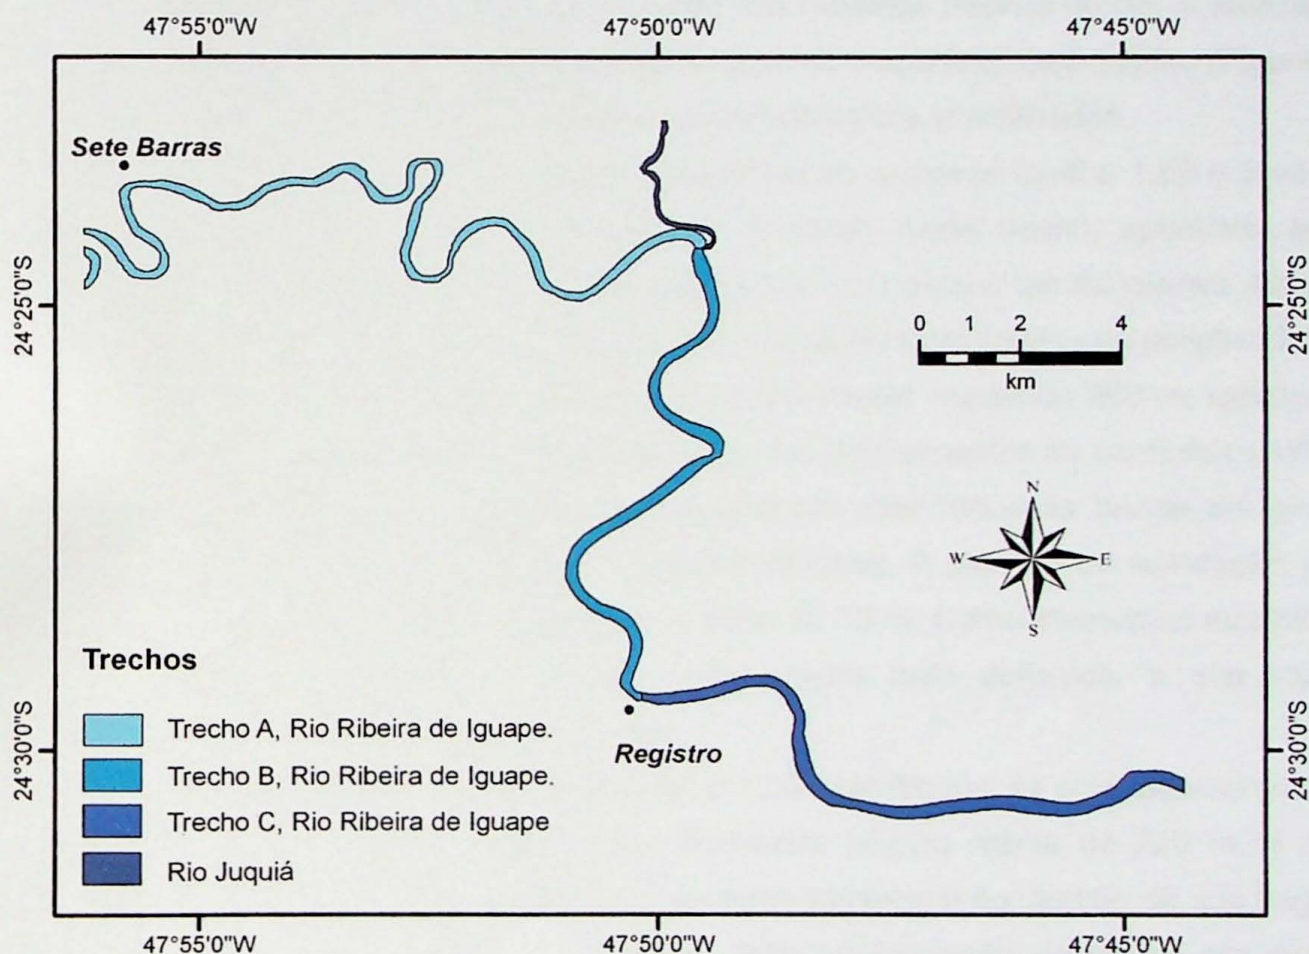 47°55'0"W 47°50'0"W 47°45'0"W
Sete Barras
24°25'0"S 24°25'0"S
0 1 2 4
km
N
W E
S
Trechos
Trecho A, Rio Ribeira de Iguape.
Trecho B, Rio Ribeira de Iguape.
Trecho C, Rio Ribeira de Iguape
Rio Juquiá
Registro
24°30'0"S 24°30'0"S
47°55'0"W 47°50'0"W 47°45'0"W